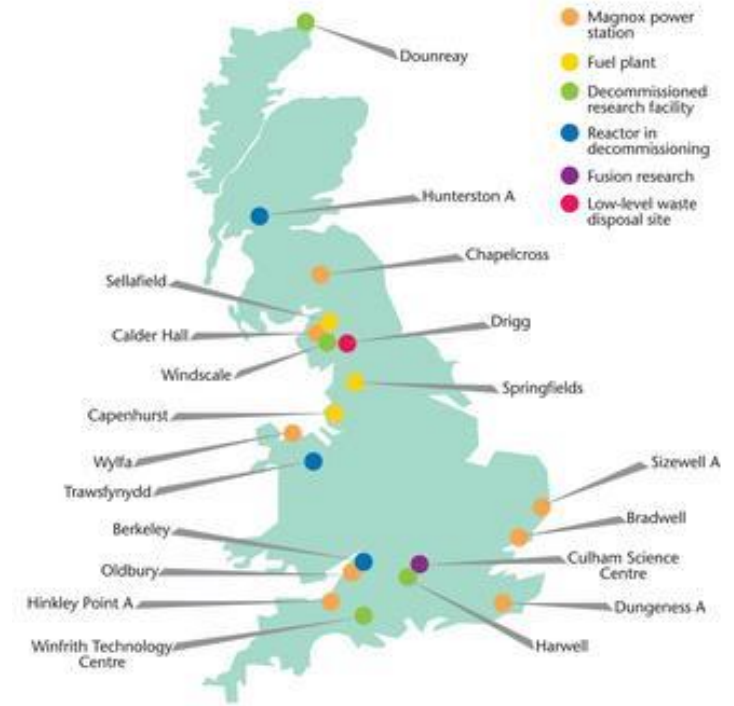 Magnox power
station
Fuel plant
Decommissioned
research facility
Reactor in
decommissioning
Fusion research
Low-level waste
disposal site
Dounreay
Hunterston A
Chapelcross
Sellafield
Drigg
Calder Hall
Windscale
Springfields
Capenhurst
Wylfa
Sizewell A
Trawsfynydd
Bradwell
Berkeley
Culham Science
Centre
Oldbury
Hinkley Point A
Dungeness A
Winfrith Technology
Centre
Harwell